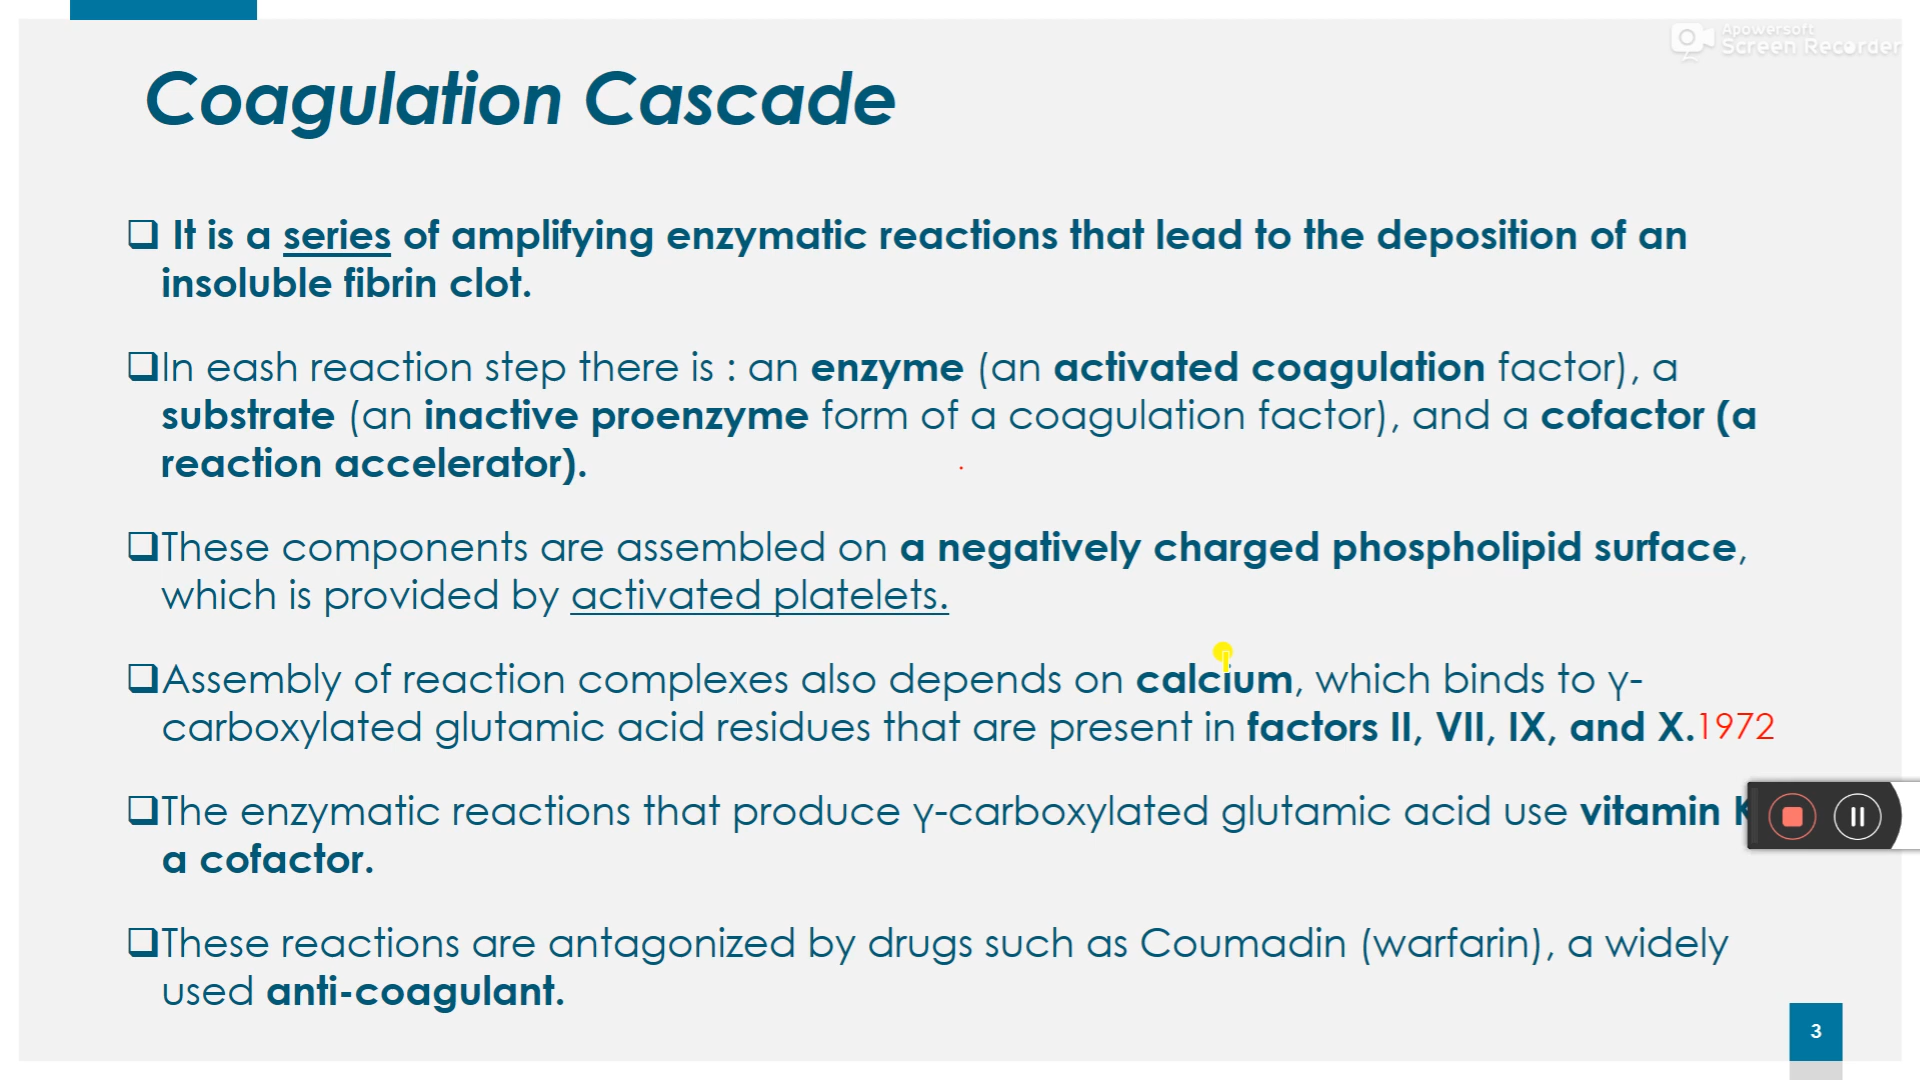 Apowersoft
Screen Recorder
Coagulation Cascade
It is a series of amplifying enzymatic reactions that lead to the deposition of an
insoluble fibrin clot.
In eash reaction step there is : an enzyme (an activated coagulation factor), a
substrate (an inactive proenzyme form of a coagulation factor), and a cofactor (a
reaction accelerator).
These components are assembled on a negatively charged phospholipid surface,
which is provided by activated platelets.
Assembly of reaction complexes also depends on calcium, which binds to γ-
carboxylated glutamic acid residues that are present in factors II, VII, IX, and X.1972
The enzymatic reactions that produce γ-carboxylated glutamic acid use vitamin K
a cofactor.
These reactions are antagonized by drugs such as Coumadin (warfarin), a widely
used anti-coagulant.
3